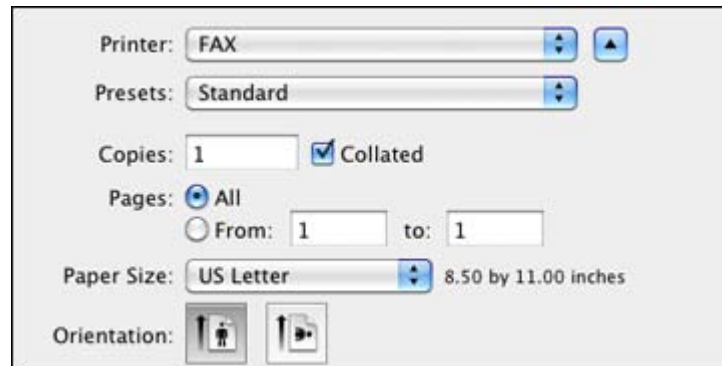 Printer: FAX
Presets: Standard
Copies: 1 Collated
Pages: All
From: 1 to: 1
Paper Size: US Letter 8.50 by 11.00 inches
Orientation: